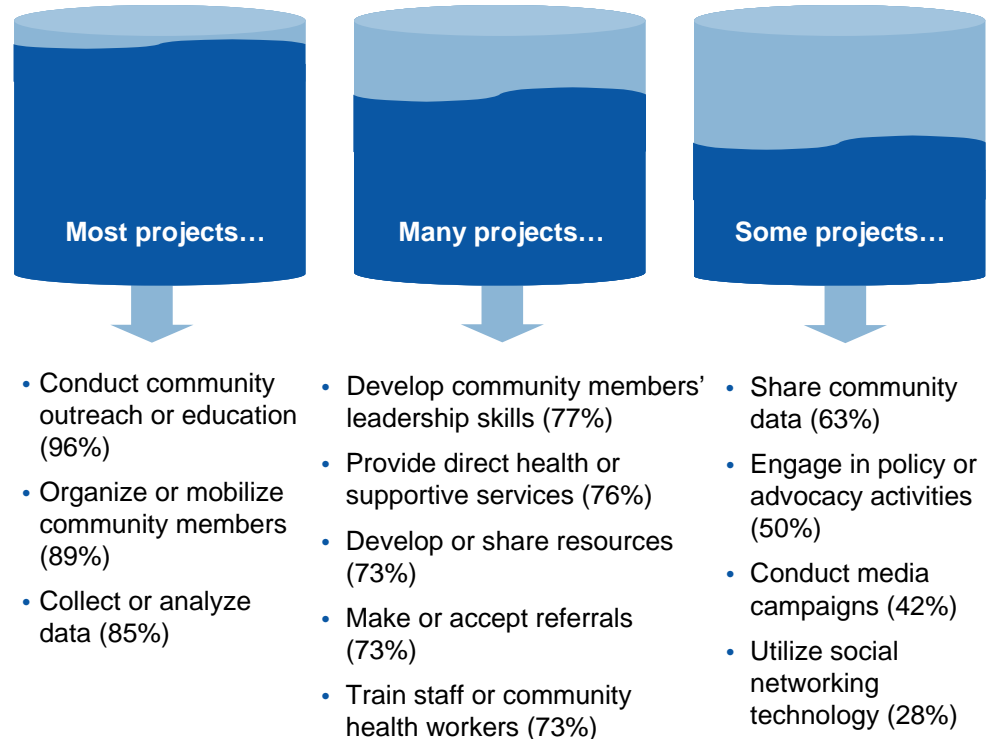 Most projects…
Many projects…
Some projects…
• Conduct community
outreach or education
(96%)
• Organize or mobilize
community members
(89%)
• Collect or analyze
data (85%)
• Develop community members’
leadership skills (77%)
• Provide direct health or
supportive services (76%)
• Develop or share resources
(73%)
• Make or accept referrals
(73%)
• Train staff or community
health workers (73%)
• Share community
data (63%)
• Engage in policy or
advocacy activities
(50%)
• Conduct media
campaigns (42%)
• Utilize social
networking
technology (28%)